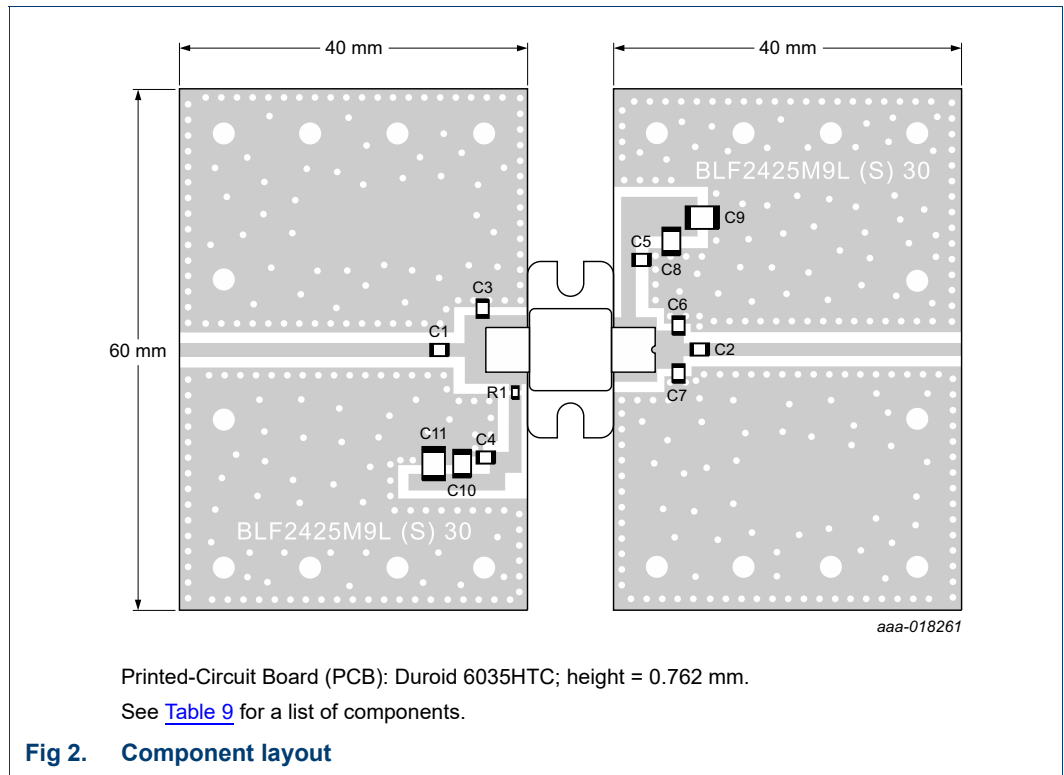 40 mm
40 mm
60 mm
BLF2425M9L (S) 30
C9
C5
C8
C3
C6
C1
C2
R1
C7
C11
C4
C10
BLF2425M9L (S) 30
aaa-018261
Printed-Circuit Board (PCB): Duroid 6035HTC; height = 0.762 mm.
See Table 9 for a list of components.
Fig 2. Component layout